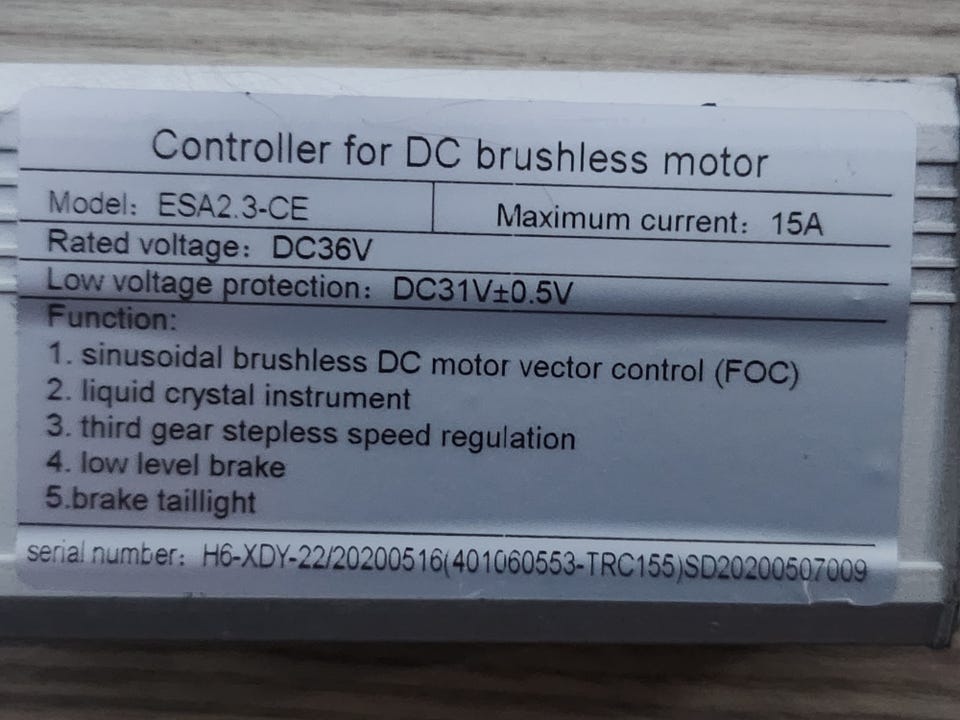 Controller for DC brushless motor
Model: ESA2.3-CE Maximum current: 15A
Rated voltage: DC36V
Low voltage protection: DC31V±0.5V
Function:
1. sinusoidal brushless DC motor vector control (FOC)
2. liquid crystal instrument
3. third gear stepless speed regulation
4. low level brake
5.brake taillight
serial number: H6-XDY-22/20200516(401060553-TRC155)SD20200507009